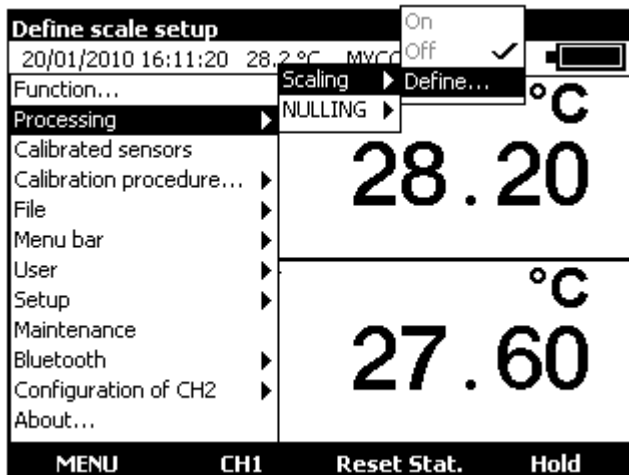 Define scale setup
On
20/01/2010 16:11:20 28.2 °C
Off
Function...
Scaling
Define...
°C
Processing
NULLING
Calibrated sensors
28.20
Calibration procedure...
File
Menu bar
User
°C
Setup
Maintenance
27.60
Bluetooth
Configuration of CH2
About...
MENU CH1 Reset Stat. Hold